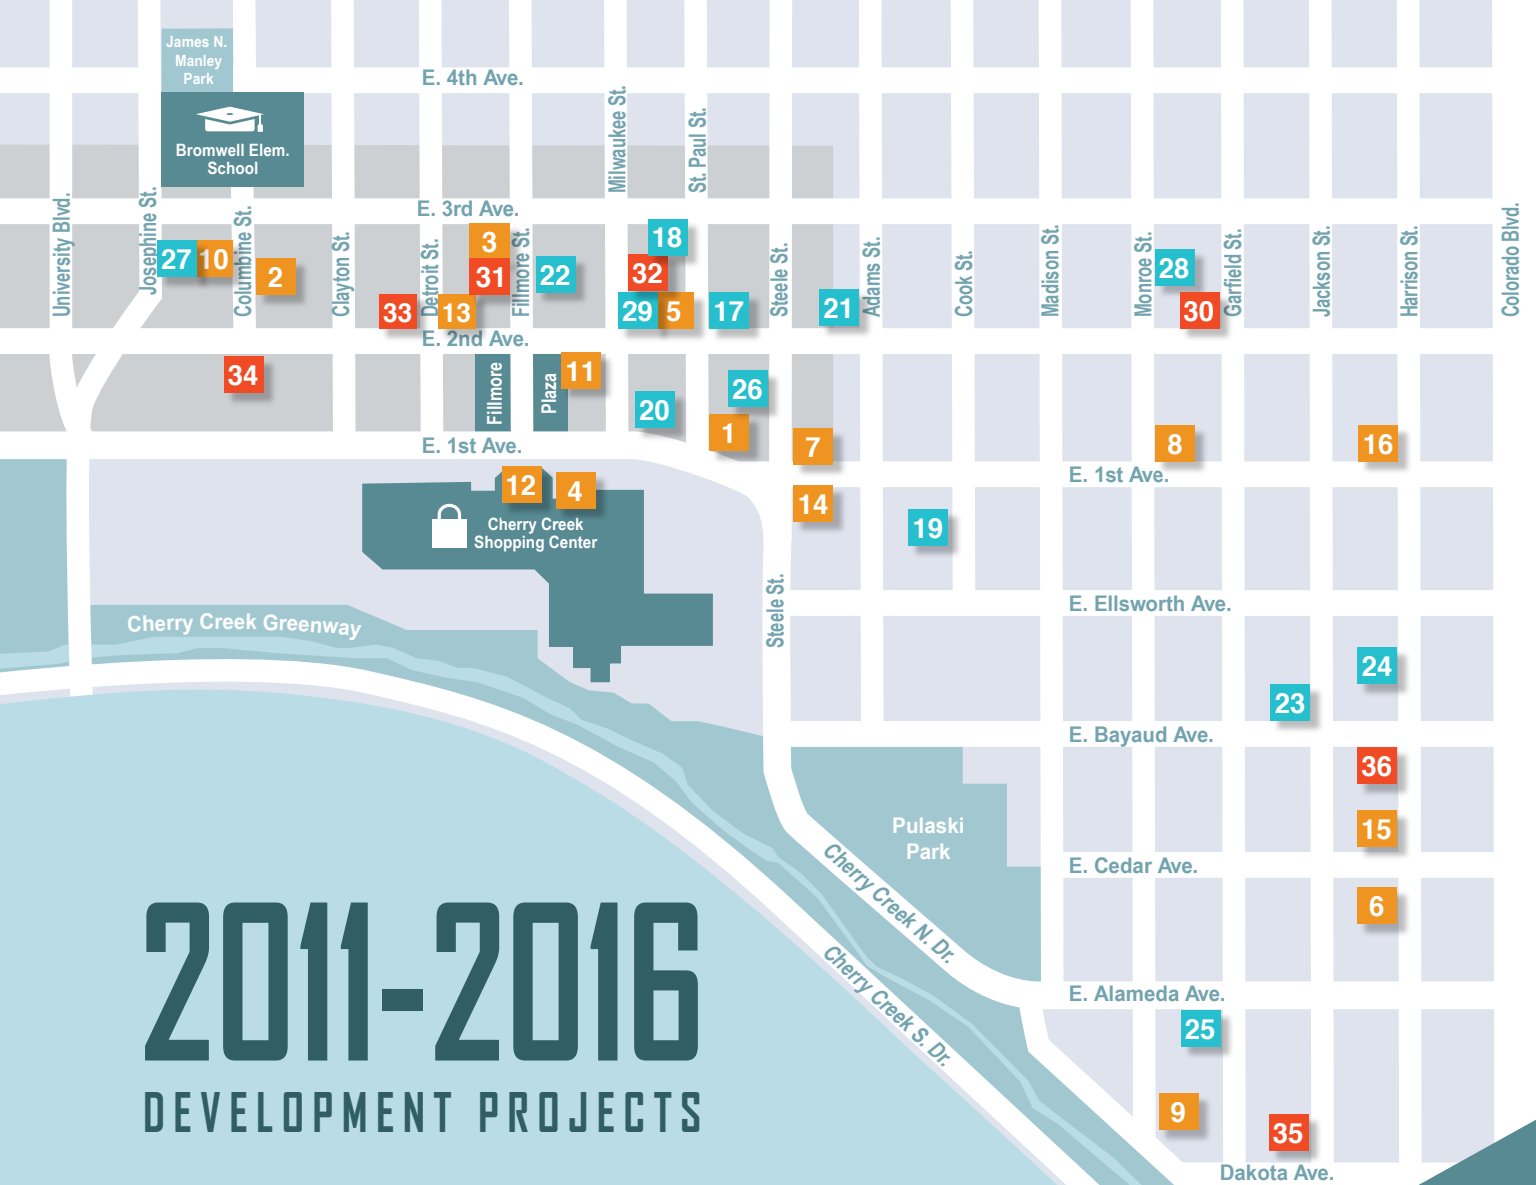 James N.
Manley
Park
E. 4th Ave.
Bromwell Elem.
School
Milwaukee St.
St. Paul St.
University Blvd.
Josephine St.
Columbine St.
Clayton St.
Detroit St.
Fillmore St.
Steele St.
Adams St.
Cook St.
Madison St.
Monroe St.
Garfield St.
Jackson St.
Harrison St.
Colorado Blvd.
E. 3rd Ave.
27
10
2
3
31
33
13
22
18
32
29
5
17
21
28
30
E. 2nd Ave.
34
Fillmore
Plaza
11
20
26
1
7
8
16
E. 1st Ave.
E. 1st Ave.
12
4
14
19
Cherry Creek
Shopping Center
Steele St.
E. Ellsworth Ave.
Cherry Creek Greenway
24
23
E. Bayaud Ave.
36
15
Pulaski
Park
E. Cedar Ave.
6
Cherry Creek N. Dr.
Cherry Creek S. Dr.
E. Alameda Ave.
25
9
35
Dakota Ave.
2011-2016
DEVELOPMENT PROJECTS